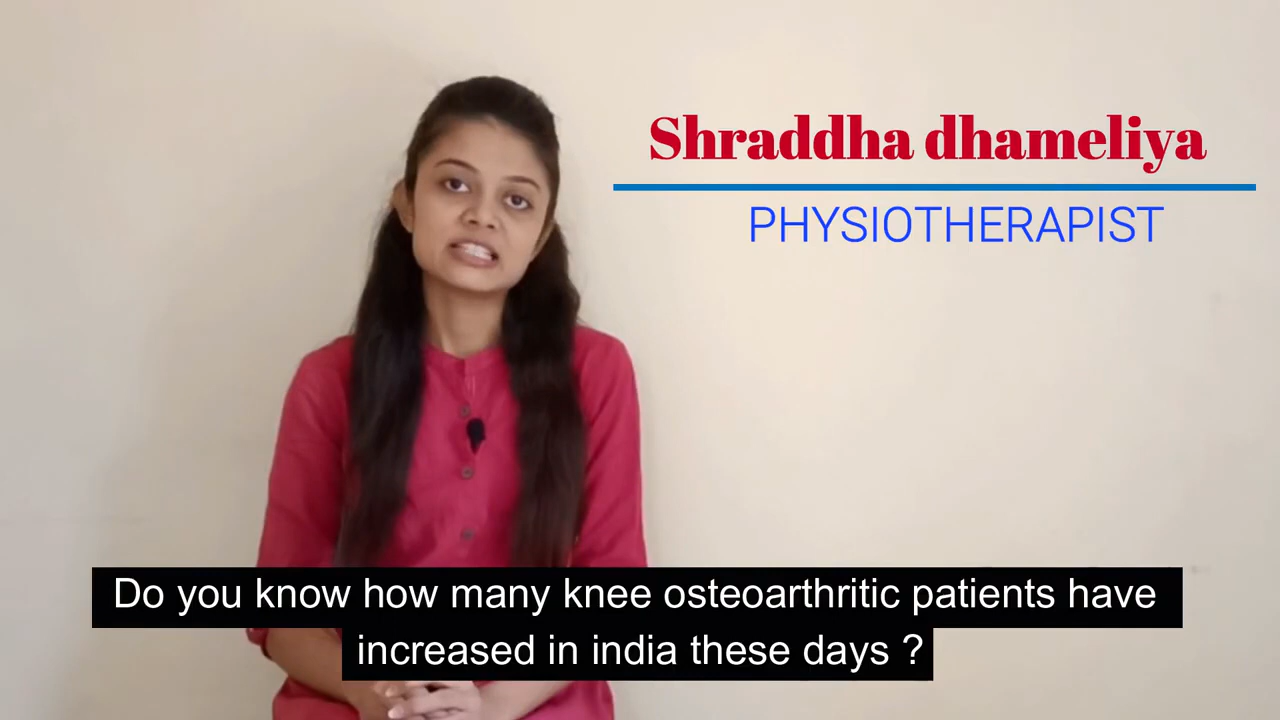 Shraddha dhameliya
PHYSIOTHERAPIST
Do you know how many knee osteoarthritic patients have
increased in india these days ?